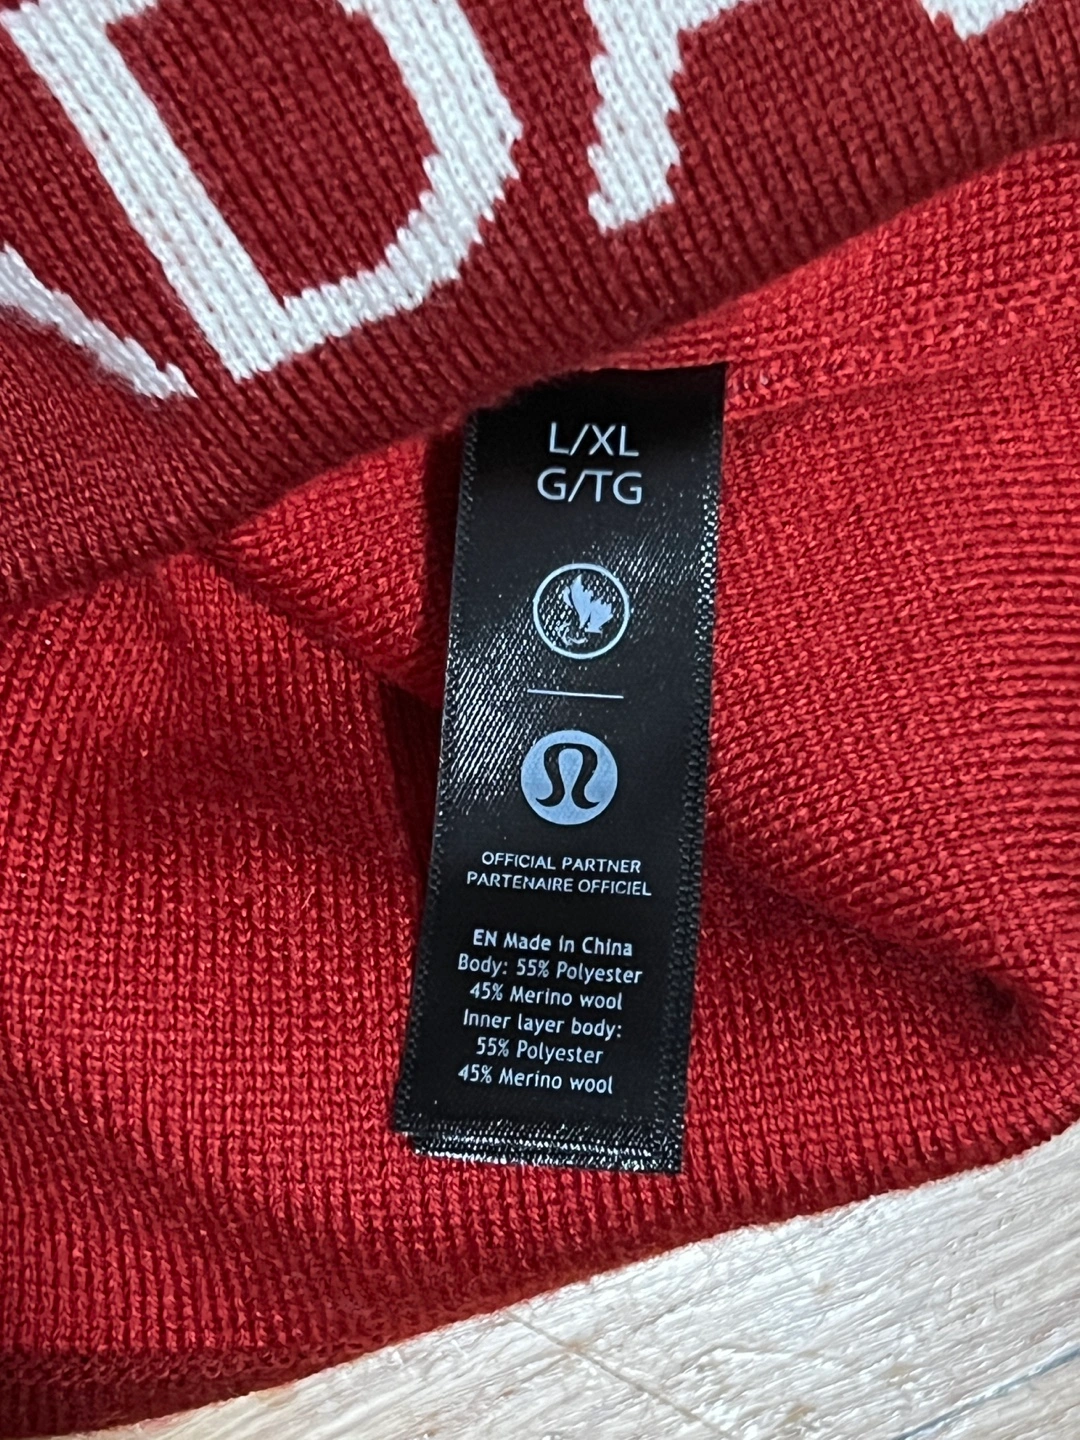 DA
L/XL
G/TG
OFFICIAL PARTNER
PARTENAIRE OFFICIEL
EN Made in China
Body: 55% Polyester
45% Merino wool
Inner layer body:
55% Polyester
45% Merino wool